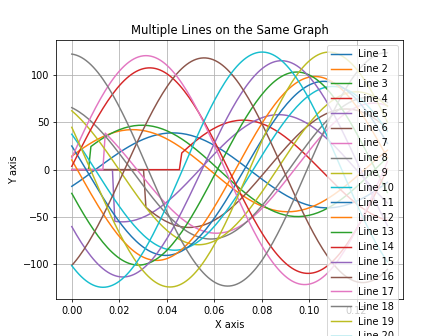 Multiple Lines on the Same Graph
Y axis
100
50
0
−50
−100
0.00
0.02
0.04
0.06
0.08
0.10
X axis
Line 1
Line 2
Line 3
Line 4
Line 5
Line 6
Line 7
Line 8
Line 9
Line 10
Line 11
Line 12
Line 13
Line 14
Line 15
Line 16
Line 17
Line 18
Line 19
Line 20